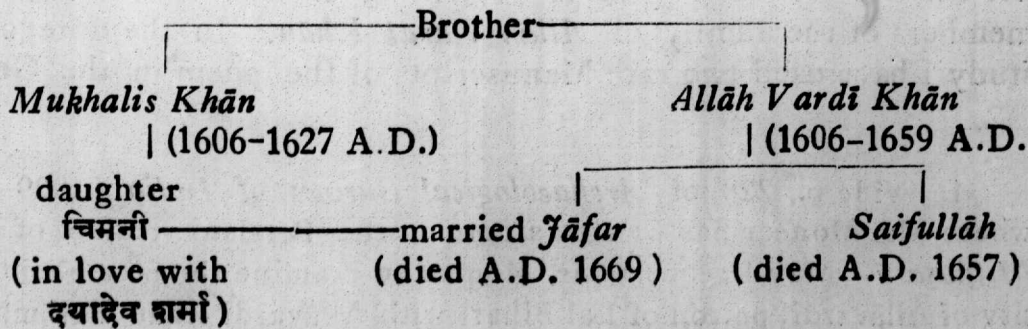 Brother
Mukhalis Khān Allāh Vardī Khān
(1606–1627 A.D.) (1606–1659 A.D.
daughter
चिमनी married Jāfar Saifullāh
(in love with (died A.D. 1669) (died A.D. 1657)
दयादेव शर्मा)